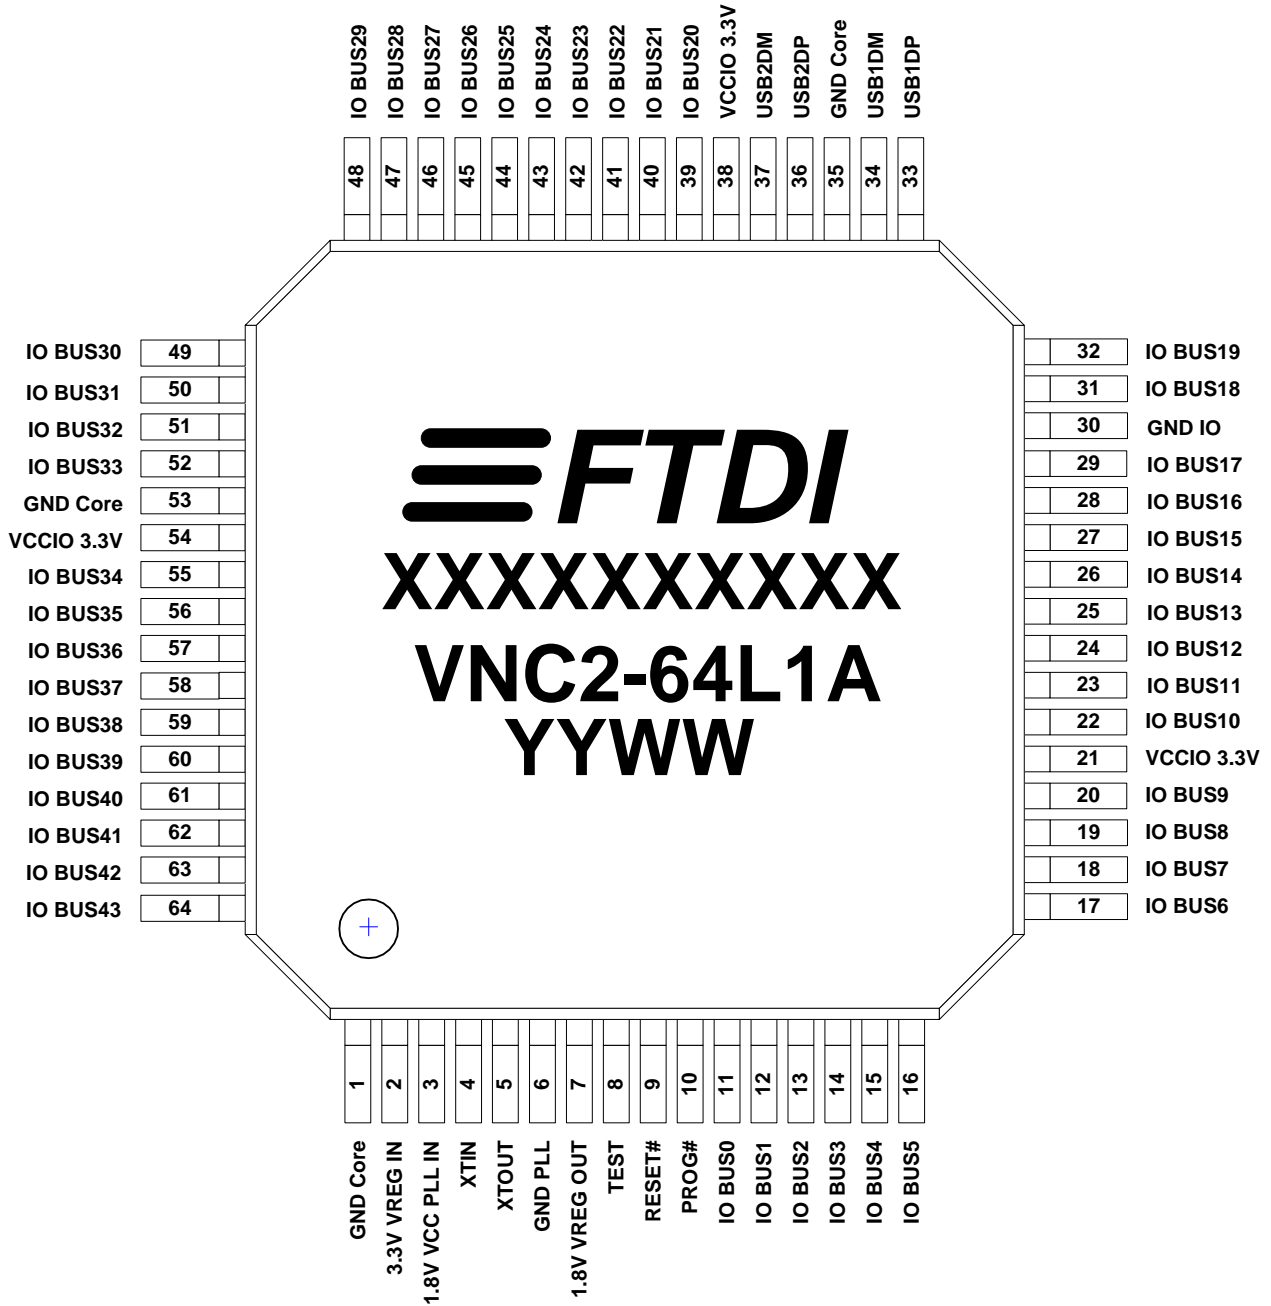 IO BUS29
IO BUS28
IO BUS27
IO BUS26
IO BUS25
IO BUS24
IO BUS23
IO BUS22
IO BUS21
IO BUS20
VCCIO 3.3V
USB2DM
USB2DP
GND Core
USB1DM
USB1DP
48
47
46
45
44
43
42
41
40
39
38
37
36
35
34
33
IO BUS30 49
IO BUS31 50
IO BUS32 51
IO BUS33 52
GND Core 53
VCCIO 3.3V 54
IO BUS34 55
IO BUS35 56
IO BUS36 57
IO BUS37 58
IO BUS38 59
IO BUS39 60
IO BUS40 61
IO BUS41 62
IO BUS42 63
IO BUS43 64
FTDI
XXXXXXXXXX
VNC2-64L1A
YYWW
32 IO BUS19
31 IO BUS18
30 GND IO
29 IO BUS17
28 IO BUS16
27 IO BUS15
26 IO BUS14
25 IO BUS13
24 IO BUS12
23 IO BUS11
22 IO BUS10
21 VCCIO 3.3V
20 IO BUS9
19 IO BUS8
18 IO BUS7
17 IO BUS6
1
2
3
4
5
6
7
8
9
10
11
12
13
14
15
16
GND Core
3.3V VREG IN
1.8V VCC PLL IN
XTIN
XTOUT
GND PLL
1.8V VREG OUT
TEST
RESET#
PROG#
IO BUS0
IO BUS1
IO BUS2
IO BUS3
IO BUS4
IO BUS5